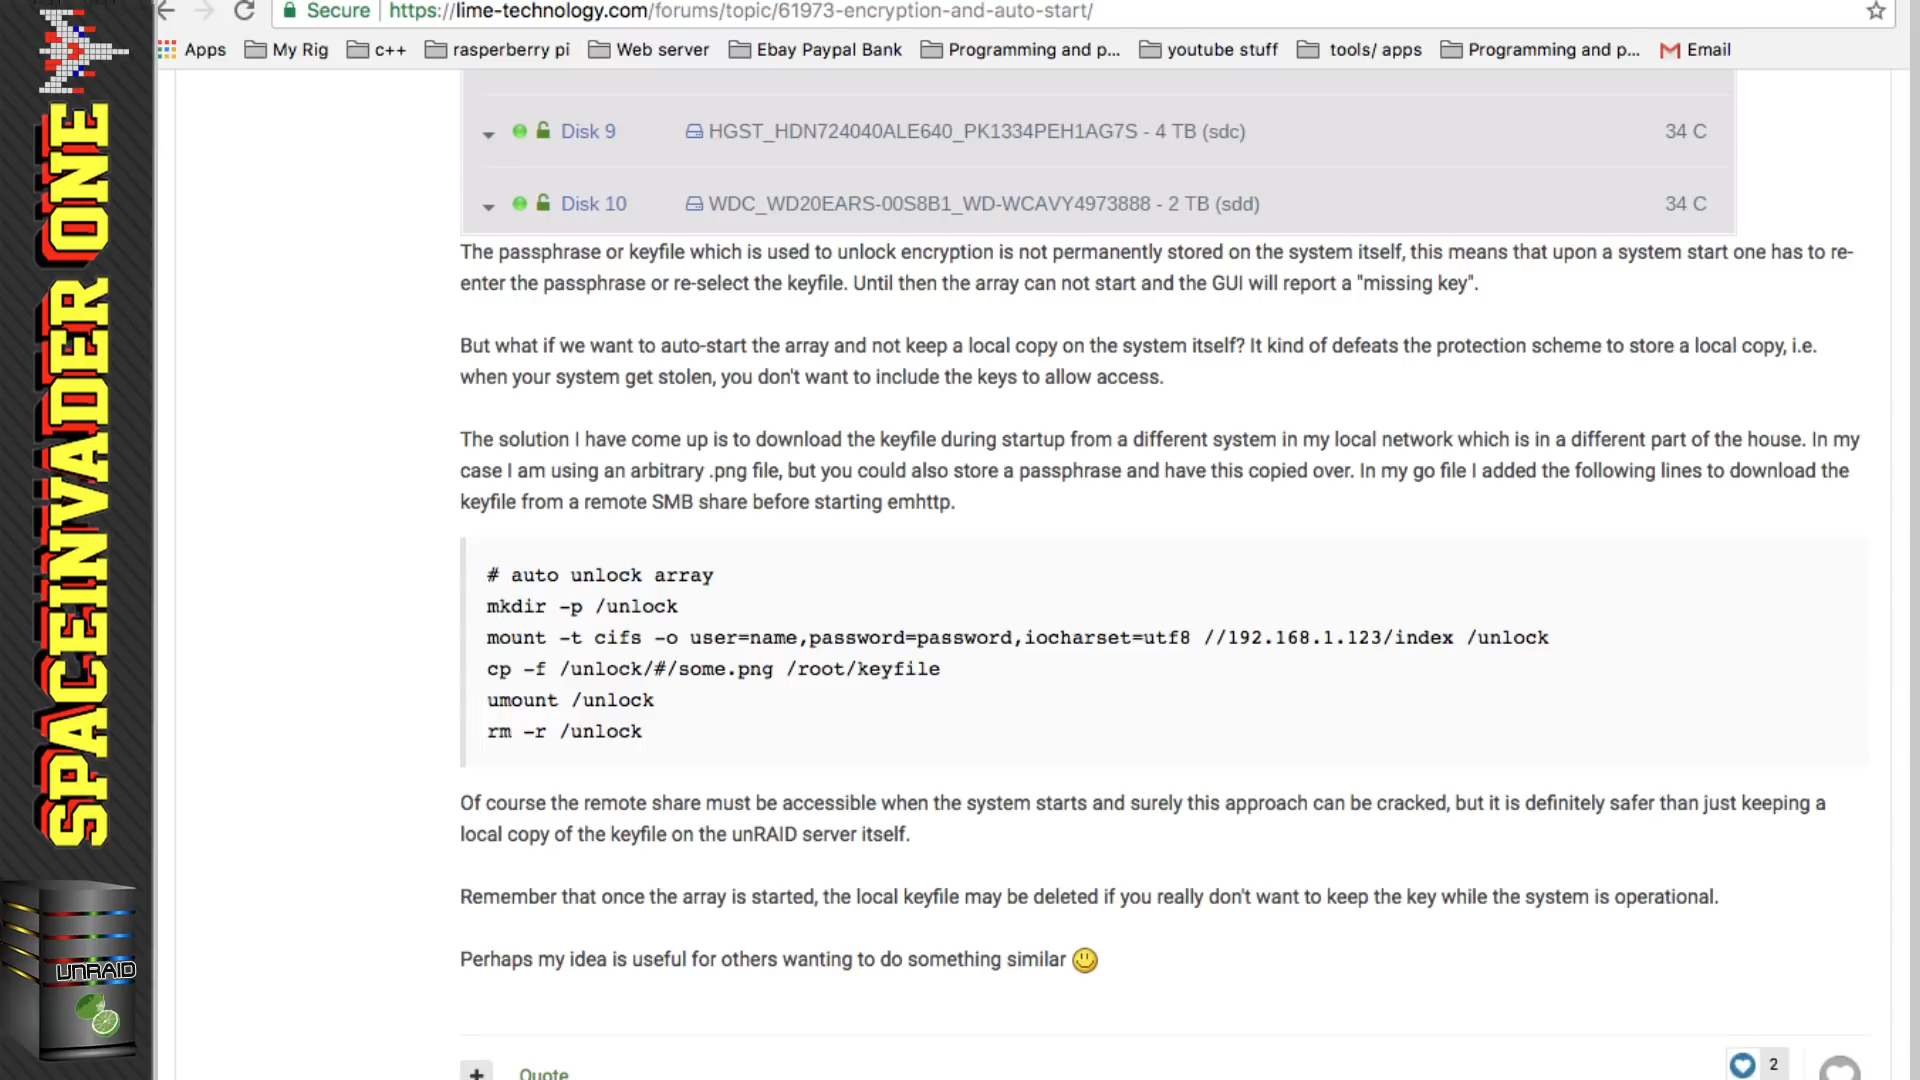 Secure | https://lime-technology.com/forums/topic/61973-encryption-and-auto-start/
Apps My Rig c++ rasperberry pi Web server Ebay Paypal Bank Programming and p... youtube stuff tools/ apps Programming and p... Email
SPACEINVADER ONE
UNRAID
Disk 9 HGST_HDN724040ALE640_PK1334PEH1AG7S - 4 TB (sdc) 34 C
Disk 10 WDC_WD20EARS-00S8B1_WD-WCAVY4973888 - 2 TB (sdd) 34 C
The passphrase or keyfile which is used to unlock encryption is not permanently stored on the system itself, this means that upon a system start one has to re-
enter the passphrase or re-select the keyfile. Until then the array can not start and the GUI will report a "missing key".
But what if we want to auto-start the array and not keep a local copy on the system itself? It kind of defeats the protection scheme to store a local copy, i.e.
when your system get stolen, you don't want to include the keys to allow access.
The solution I have come up is to download the keyfile during startup from a different system in my local network which is in a different part of the house. In my
case I am using an arbitrary .png file, but you could also store a passphrase and have this copied over. In my go file I added the following lines to download the
keyfile from a remote SMB share before starting emhttp.
# auto unlock array
mkdir -p /unlock
mount -t cifs -o user=name,password=password,iocharset=utf8 //192.168.1.123/index /unlock
cp -f /unlock/#/some.png /root/keyfile
umount /unlock
rm -r /unlock
Of course the remote share must be accessible when the system starts and surely this approach can be cracked, but it is definitely safer than just keeping a
local copy of the keyfile on the unRAID server itself.
Remember that once the array is started, the local keyfile may be deleted if you really don't want to keep the key while the system is operational.
Perhaps my idea is useful for others wanting to do something similar
+ Quote 2